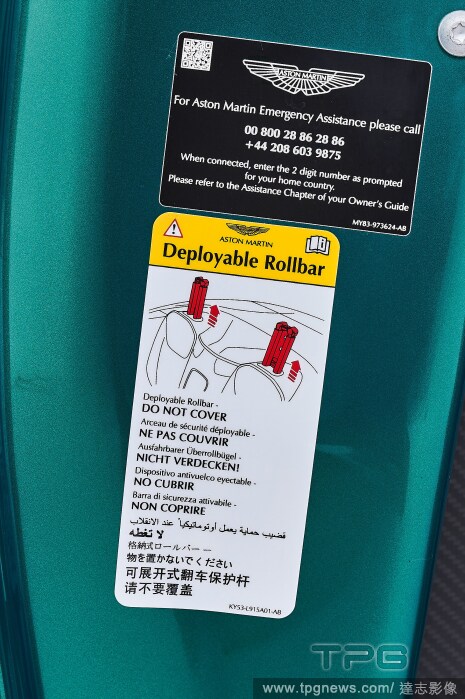 ASTON MARTIN
For Aston Martin Emergency Assistance please call
00 800 28 86 28 86
+44 208 603 9875
When connected, enter the 2 digit number as prompted
for your home country.
Please refer to the Assistance Chapter of your Owner's Guide
MY83-973624-AB
ASTON MARTIN
Deployable Rollbar
Deployable Rollbar -
DO NOT COVER
Arceau de sécurité déployable -
NE PAS COUVRIR
Ausfahrbarer Überrollbügel -
NICHT VERDECKEN!
Dispositivo antivuelco eyectable -
NO CUBRIR
Barra di sicurezza attivabile -
NON COPRIRE
قضيب حماية يعمل أوتوماتيكياً عند الانقلاب
لا تغطه
格納式ロールバー ー
物を置かないでください
可展开式翻车保护杆
请不要覆盖
KY53-L915A01-AB
TPG
www.tpgnews.com / 達志影像